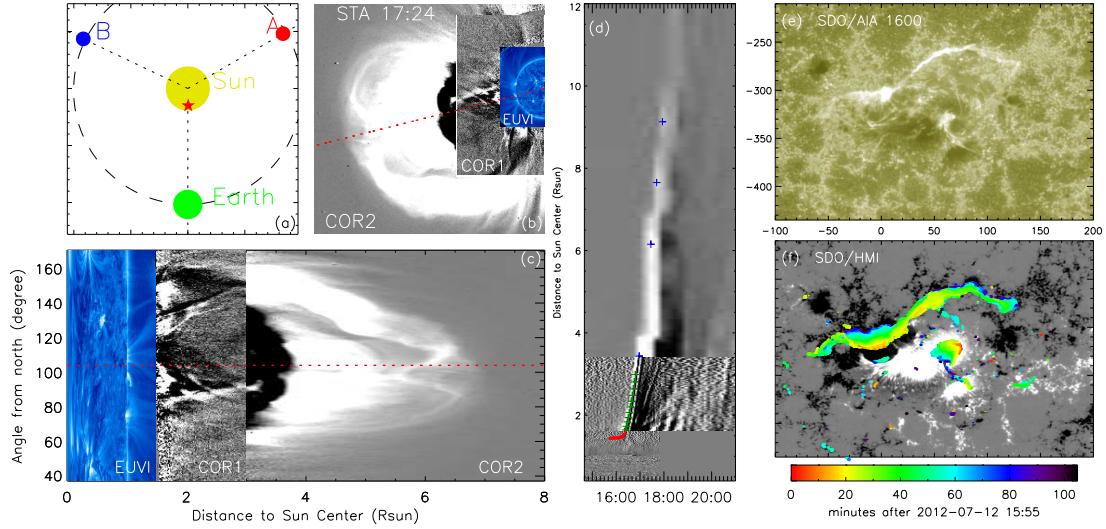 B
A
Sun
Earth
(a)
STA 17:24
EUVI
COR1
COR2
(b)
Angle from north (degree)
160
140
120
100
80
60
40
(c)
EUVI
COR1
COR2
0
2
4
6
8
Distance to Sun Center (Rsun)
Distance to Sun Center (Rsun)
12
10
8
6
4
2
(d)
16:00
18:00
21:00
(e)
SDO/AIA 1600
-250
-300
-350
-400
-100
-50
0
50
100
150
200
(f)
SDO/HMI
0
20
40
60
80
100
minutes after 2012-07-12 15:55